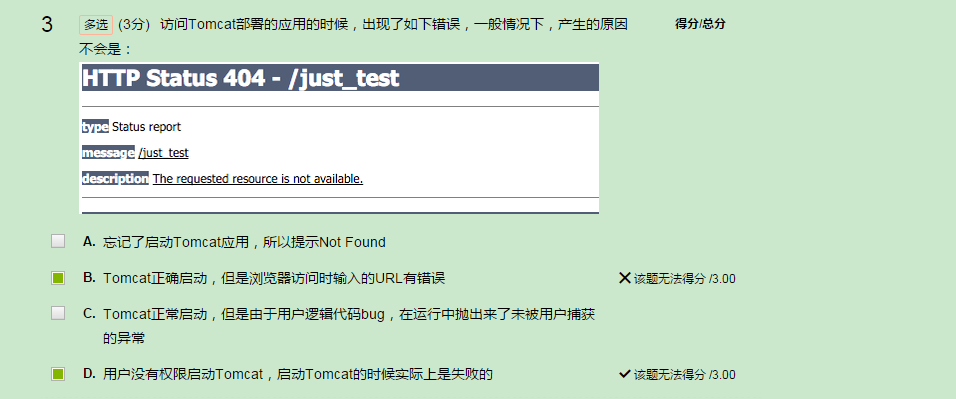 3 多选 (3分) 访问Tomcat部署的应用的时候，出现了如下错误，一般情况下，产生的原因 得分/总分
不会是：
HTTP Status 404 - /just_test
type Status report
message /just_test
description The requested resource is not available.
A. 忘记了启动Tomcat应用，所以提示Not Found
B. Tomcat正确启动，但是浏览器访问时输入的URL有错误 该题无法得分 /3.00
C. Tomcat正常启动，但是由于用户逻辑代码bug，在运行中抛出来了未被用户捕获
的异常
D. 用户没有权限启动Tomcat，启动Tomcat的时候实际上是失败的 该题无法得分 /3.00